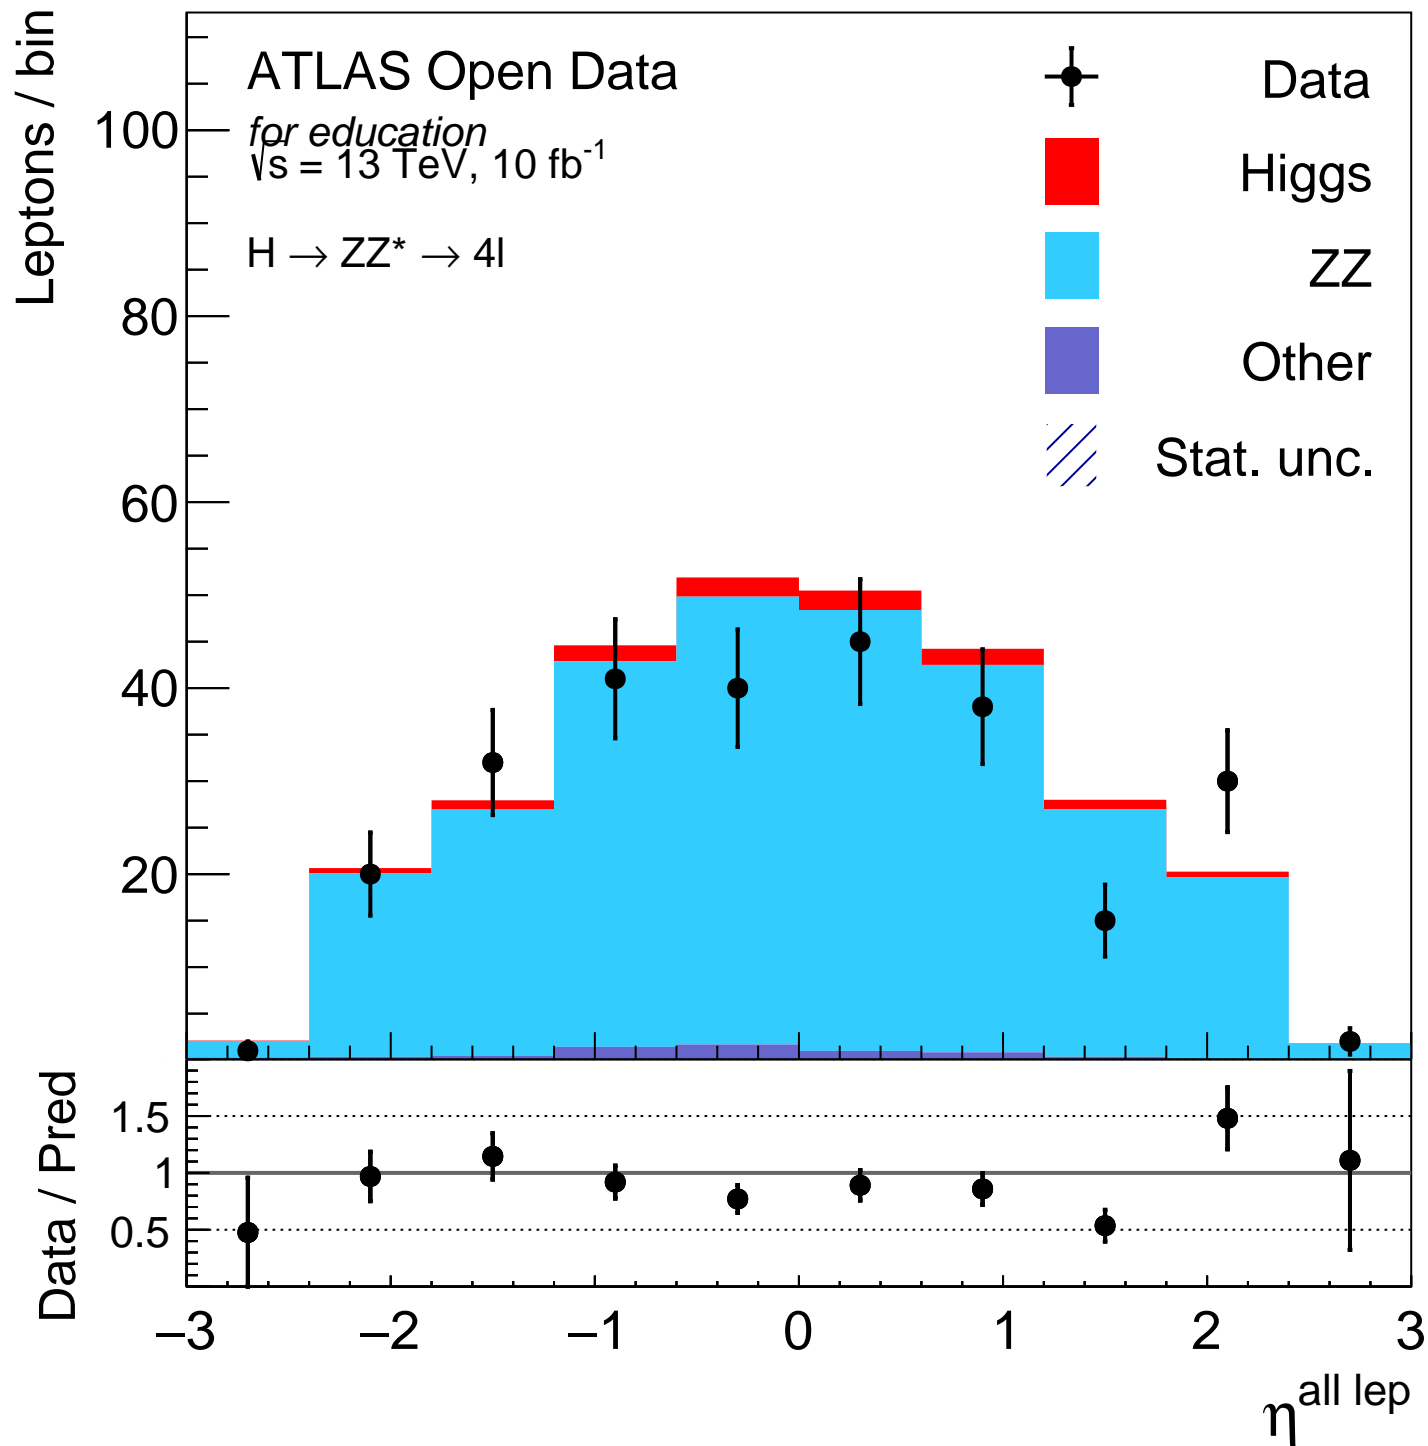 Leptons / bin
ATLAS Open Data
for education
√s = 13 TeV, 10 fb⁻¹
H → ZZ* → 4l
Data
Higgs
ZZ
Other
Stat. unc.
100
80
60
40
20
Data / Pred
1.5
1
0.5
−3 −2 −1 0 1 2 3
η^all lep